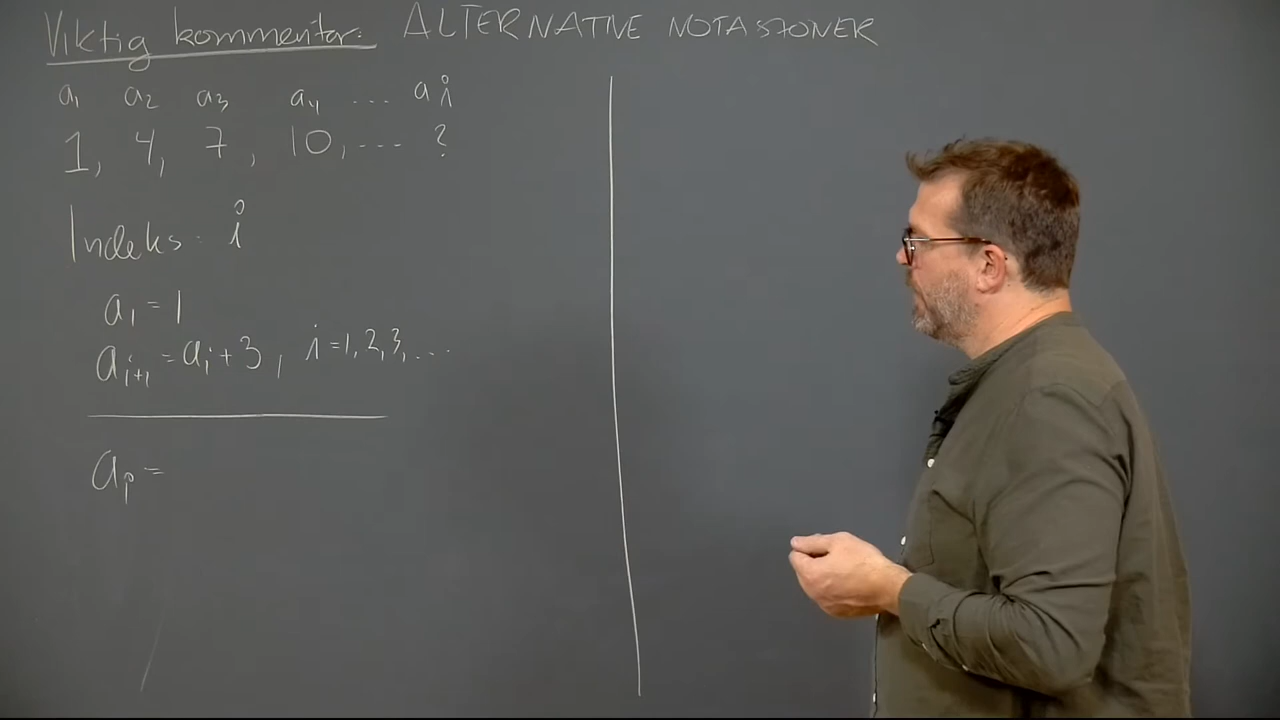 Viktig kommentar: ALTERNATIVE NOTASJONER
a₁ a₂ a₃ a₄ ... aᵢ
1, 4, 7, 10, ... ?
Indeks: i
a₁ = 1
aᵢ₊₁ = aᵢ + 3, i = 1, 2, 3, ...
aᵢ =